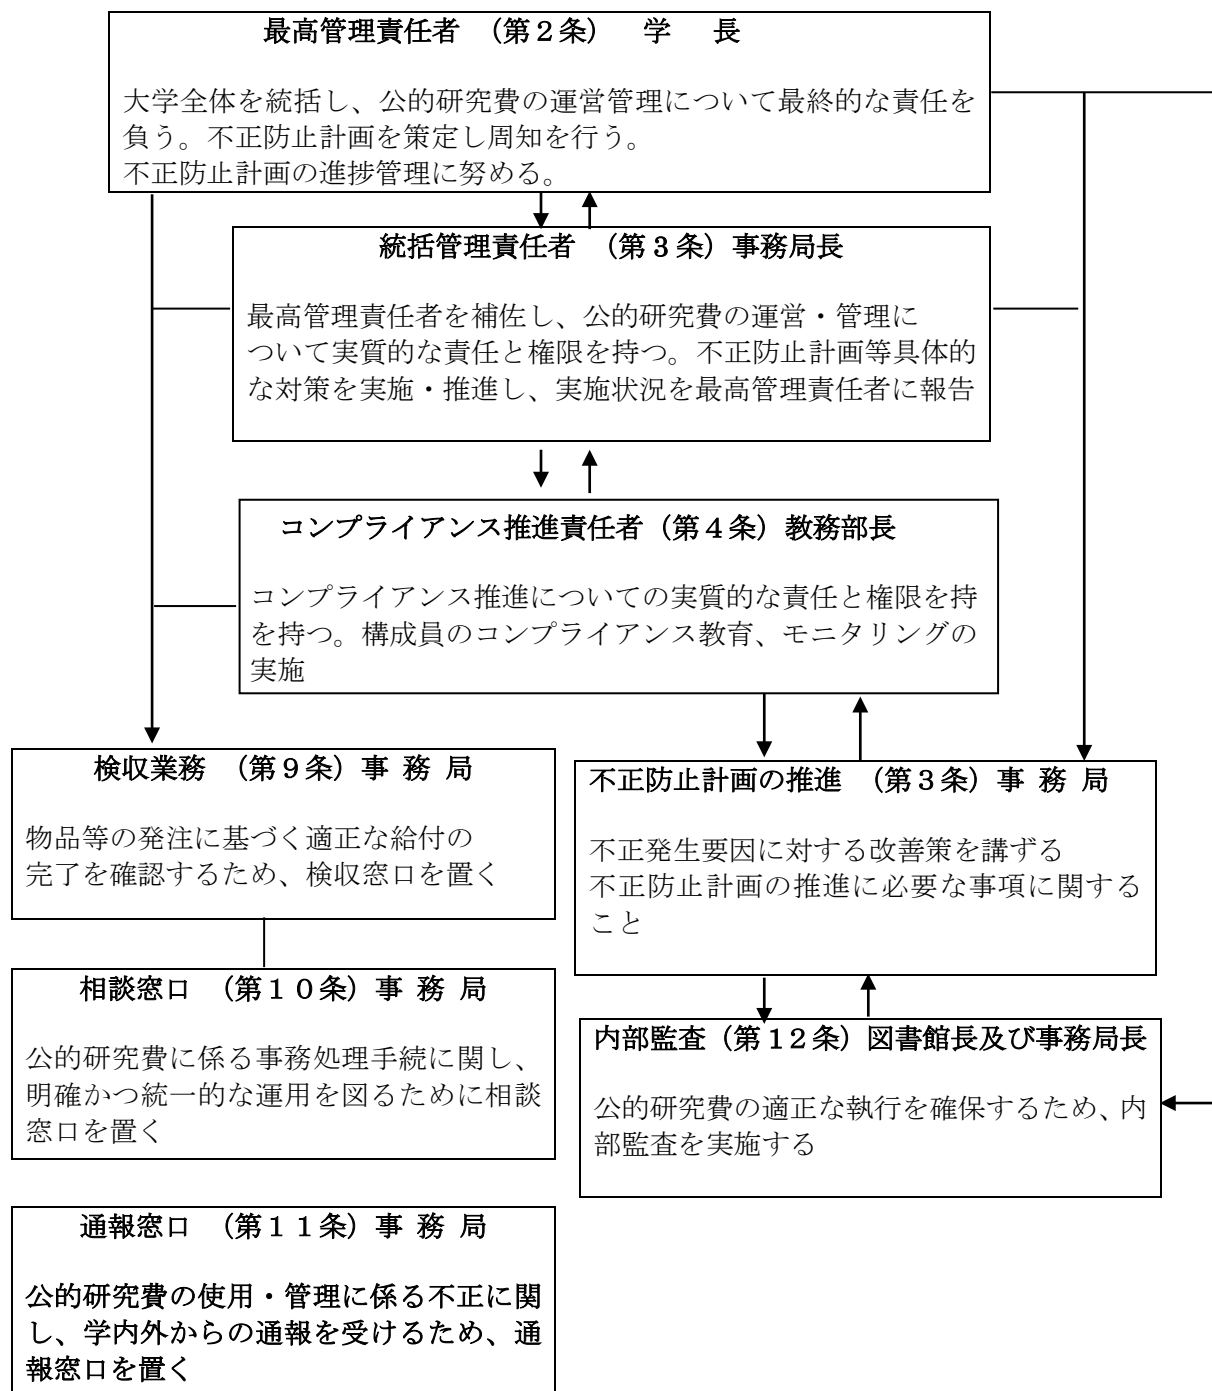 最高管理責任者　（第２条）　学　　長
大学全体を統括し、公的研究費の運営管理について最終的な責任を
負う。不正防止計画を策定し周知を行う。
不正防止計画の進捗管理に努める。
統括管理責任者　（第３条）事務局長
最高管理責任者を補佐し、公的研究費の運営・管理に
ついて実質的な責任と権限を持つ。不正防止計画等具体的
な対策を実施・推進し、実施状況を最高管理責任者に報告
コンプライアンス推進責任者（第４条）教務部長
コンプライアンス推進についての実質的な責任と権限を持
を持つ。構成員のコンプライアンス教育、モニタリングの
実施
検収業務　（第９条）事 務 局
物品等の発注に基づく適正な給付の
完了を確認するため、検収窓口を置く
不正防止計画の推進　（第３条）事 務 局
不正発生要因に対する改善策を講ずる
不正防止計画の推進に必要な事項に関する
こと
相談窓口　（第１０条）事 務 局
公的研究費に係る事務処理手続に関し、
明確かつ統一的な運用を図るために相談
窓口を置く
内部監査（第１２条）図書館長及び事務局長
公的研究費の適正な執行を確保するため、内
部監査を実施する
通報窓口　（第１１条）事 務 局
公的研究費の使用・管理に係る不正に関
し、学内外からの通報を受けるため、通
報窓口を置く